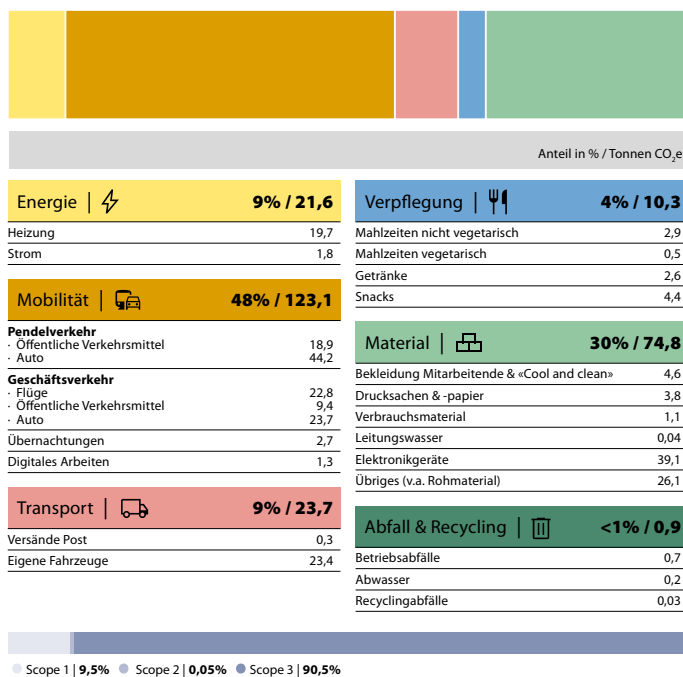 Anteil in % / Tonnen CO₂e
Energie | 9% / 21,6
Heizung 19,7
Strom 1,8
Mobilität | 48% / 123,1
Pendelverkehr
· Öffentliche Verkehrsmittel 18,9
· Auto 44,2
Geschäftsverkehr
· Flüge 22,8
· Öffentliche Verkehrsmittel 9,4
· Auto 23,7
Übernachtungen 2,7
Digitales Arbeiten 1,3
Transport | 9% / 23,7
Versände Post 0,3
Eigene Fahrzeuge 23,4
Verpflegung | 4% / 10,3
Mahlzeiten nicht vegetarisch 2,9
Mahlzeiten vegetarisch 0,5
Getränke 2,6
Snacks 4,4
Material | 30% / 74,8
Bekleidung Mitarbeitende & «Cool and clean» 4,6
Drucksachen & -papier 3,8
Verbrauchsmaterial 1,1
Leitungswasser 0,04
Elektronikgeräte 39,1
Übriges (v.a. Rohmaterial) 26,1
Abfall & Recycling | <1% / 0,9
Betriebsabfälle 0,7
Abwasser 0,2
Recyclingabfälle 0,03
Scope 1 | 9,5% Scope 2 | 0,05% Scope 3 | 90,5%